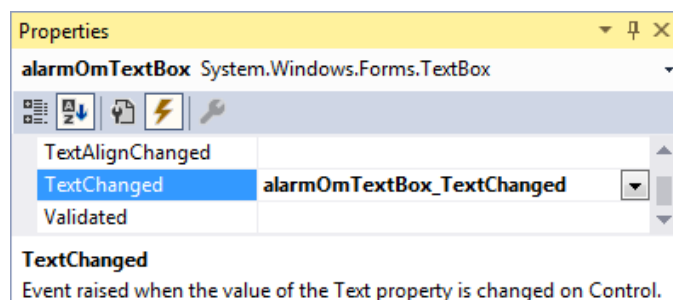 Properties
alarmOmTextBox System.Windows.Forms.TextBox
TextAlignChanged
TextChanged alarmOmTextBox_TextChanged
Validated
TextChanged
Event raised when the value of the Text property is changed on Control.